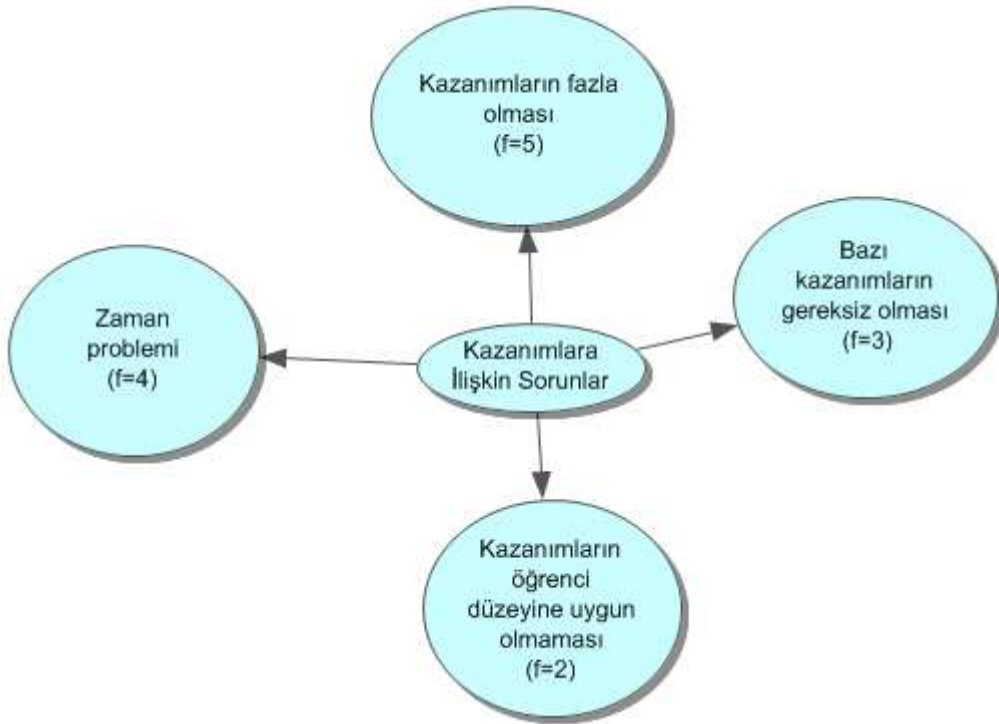 Kazanımların fazla
olması
(f=5)
Bazı
kazanımların
gereksiz olması
(f=3)
Zaman
problemi
(f=4)
Kazanımlara
İlişkin Sorunlar
Kazanımların
öğrenci
düzeyine uygun
olmaması
(f=2)